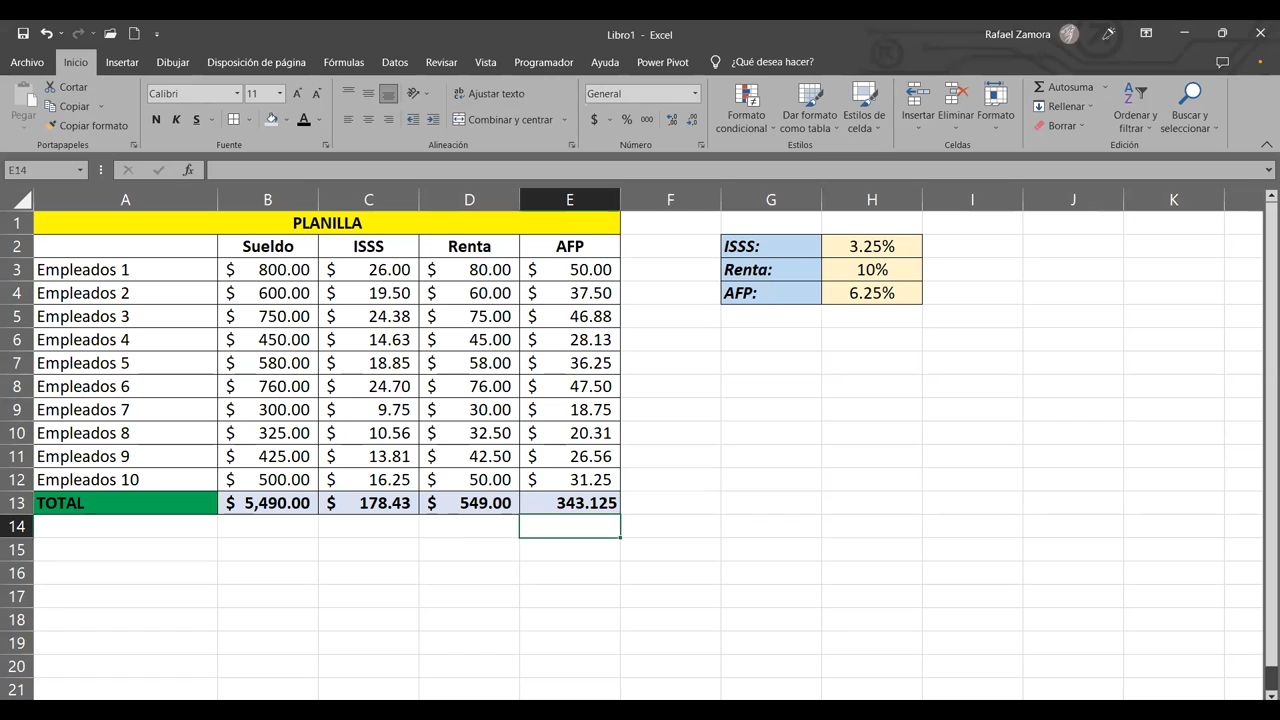 Libro1 - Excel
Rafael Zamora
Archivo Inicio Insertar Dibujar Disposición de página Fórmulas Datos Revisar Vista Programador Ayuda Power Pivot ¿Qué desea hacer?
Pegar
Cortar
Copiar
Copiar formato
Portapapeles
Calibri 11
N K S
Fuente
Ajustar texto
Combinar y centrar
Alineación
General
$ % 000
Número
Formato condicional
Dar formato como tabla
Estilos de celda
Estilos
Insertar Eliminar Formato
Celdas
Autosuma
Rellenar
Borrar
Ordenar y filtrar
Buscar y seleccionar
Edición
E14 fx
A B C D E F G H I J K
1 PLANILLA
2 Sueldo ISSS Renta AFP ISSS: 3.25%
3 Empleados 1 $ 800.00 $ 26.00 $ 80.00 $ 50.00 Renta: 10%
4 Empleados 2 $ 600.00 $ 19.50 $ 60.00 $ 37.50 AFP: 6.25%
5 Empleados 3 $ 750.00 $ 24.38 $ 75.00 $ 46.88
6 Empleados 4 $ 450.00 $ 14.63 $ 45.00 $ 28.13
7 Empleados 5 $ 580.00 $ 18.85 $ 58.00 $ 36.25
8 Empleados 6 $ 760.00 $ 24.70 $ 76.00 $ 47.50
9 Empleados 7 $ 300.00 $ 9.75 $ 30.00 $ 18.75
10 Empleados 8 $ 325.00 $ 10.56 $ 32.50 $ 20.31
11 Empleados 9 $ 425.00 $ 13.81 $ 42.50 $ 26.56
12 Empleados 10 $ 500.00 $ 16.25 $ 50.00 $ 31.25
13 TOTAL $ 5,490.00 $ 178.43 $ 549.00 343.125
14
15
16
17
18
19
20
21